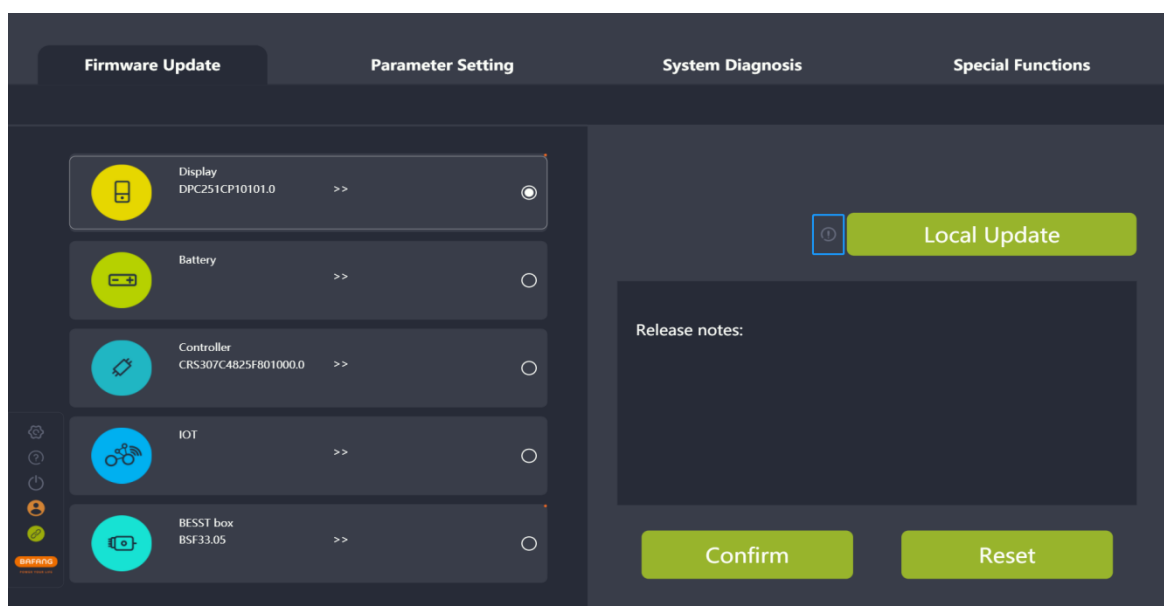 Firmware Update
Parameter Setting
System Diagnosis
Special Functions
Display
DPC251CP10101.0 >>
Battery
>>
Controller
CRS307C4825F801000.0 >>
IOT
>>
BESST box
BSF33.05 >>
BAFANG
Local Update
Release notes:
Confirm
Reset